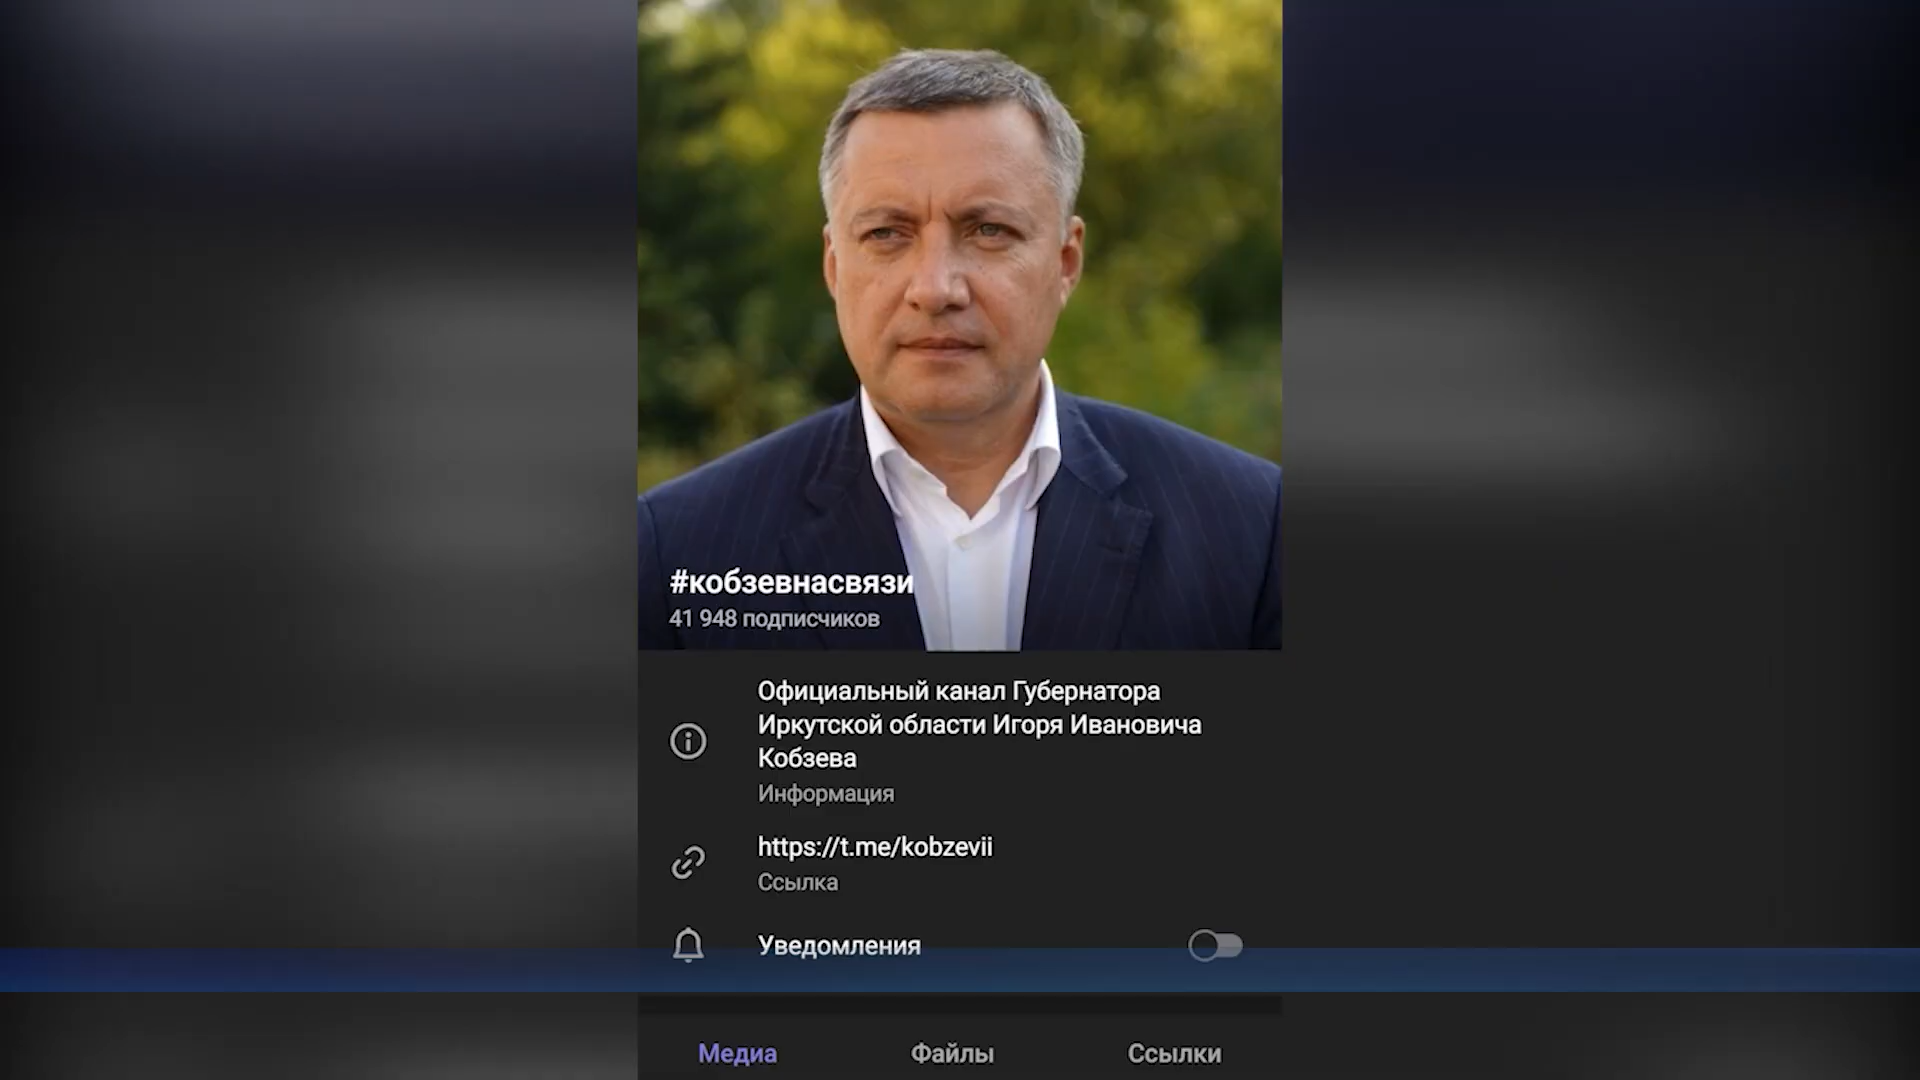 #кобзевнасвязи
41 948 подписчиков
Официальный канал Губернатора
Иркутской области Игоря Ивановича
Кобзева
Информация
https://t.me/kobzevii
Ссылка
Уведомления
Медиа Файлы Ссылки